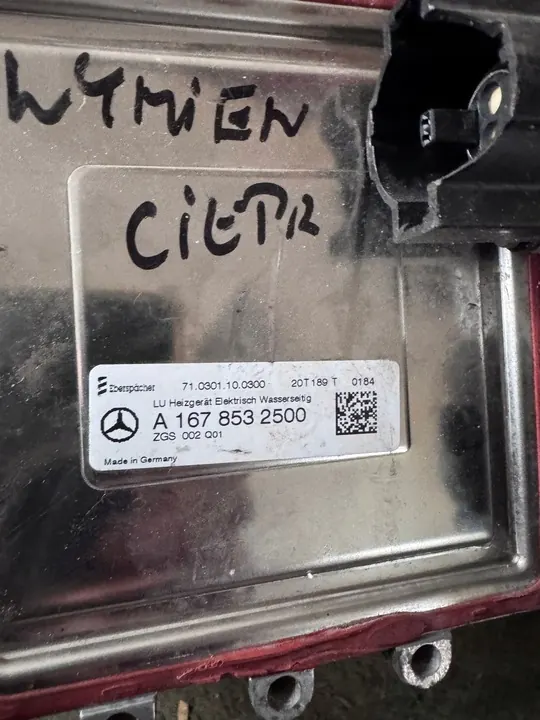 WYMIEN
CIEPŁ
Eberspächer 71.0301.10.0300 20T189 T 0184
LU Heizgerät Elektrisch Wasserseitig
A 167 853 2500
ZGS 002 Q01
Made in Germany